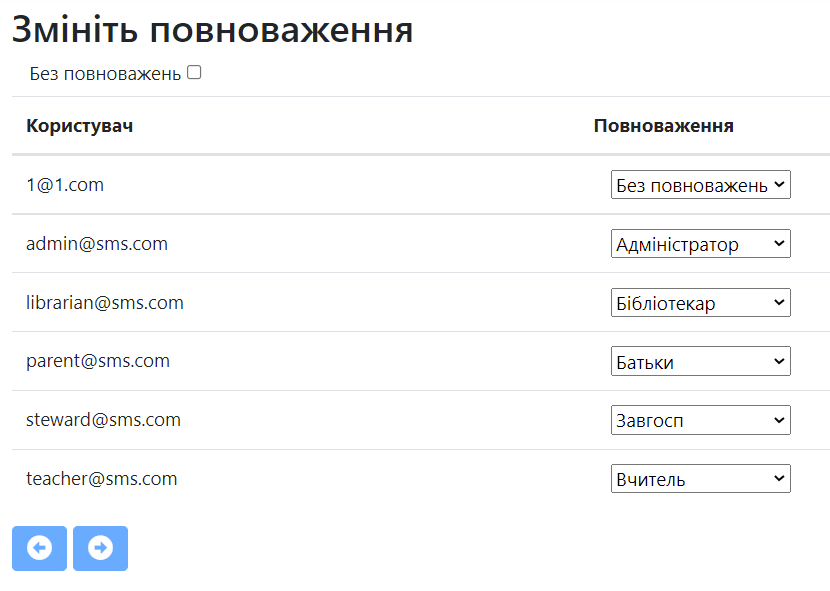 Змініть повноваження
Без повноважень
Користувач Повноваження
1@1.com Без повноважень
admin@sms.com Адміністратор
librarian@sms.com Бібліотекар
parent@sms.com Батьки
steward@sms.com Завгосп
teacher@sms.com Вчитель